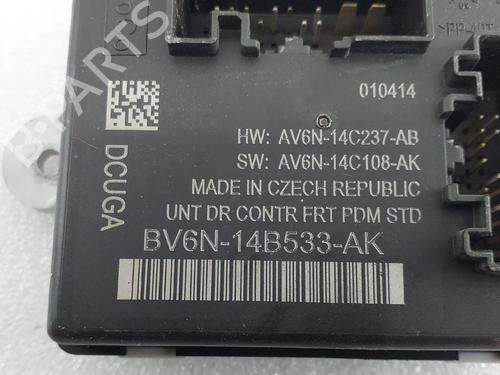 010414
HW: AV6N-14C237-AB
SW: AV6N-14C108-AK
MADE IN CZECH REPUBLIC
UNT DR CONTR FRT PDM STD
BV6N-14B533-AK
DCUGA
B-PARTS